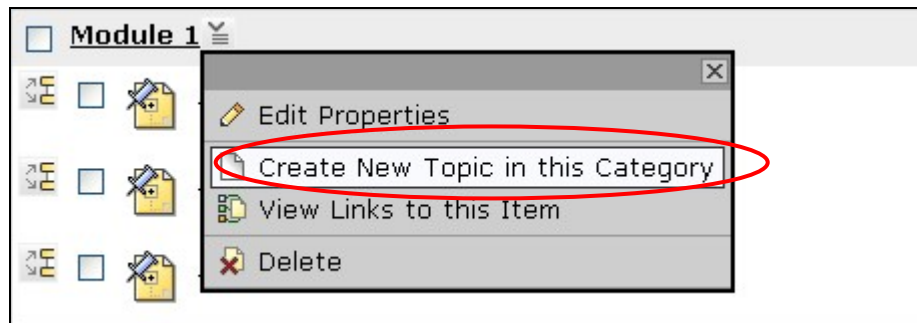 Module 1
Edit Properties
Create New Topic in this Category
View Links to this Item
Delete